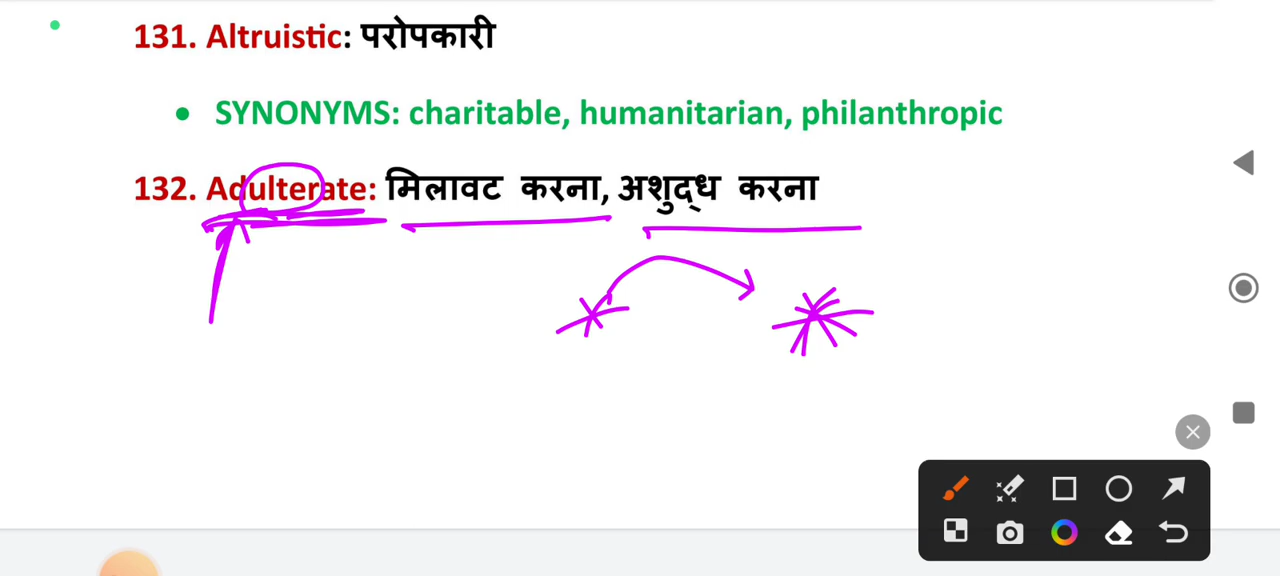 131. Altruistic: परोपकारी
• SYNONYMS: charitable, humanitarian, philanthropic
132. Adulterate: मिलावट करना, अशुद्ध करना